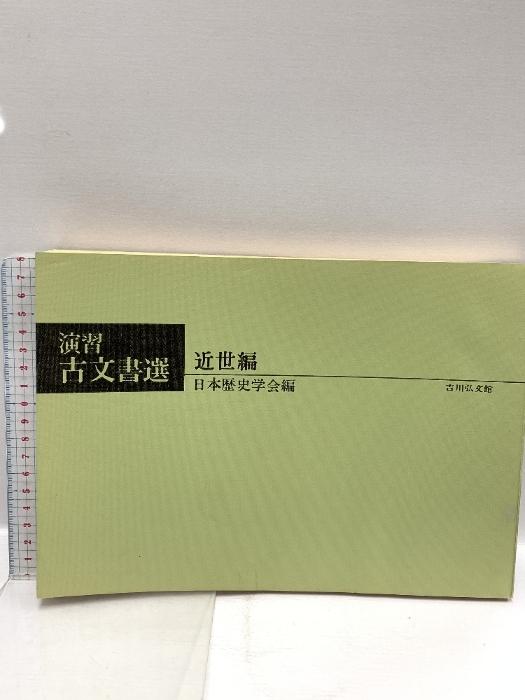 演習
古文書選
近世編
日本歴史学会編
吉川弘文館